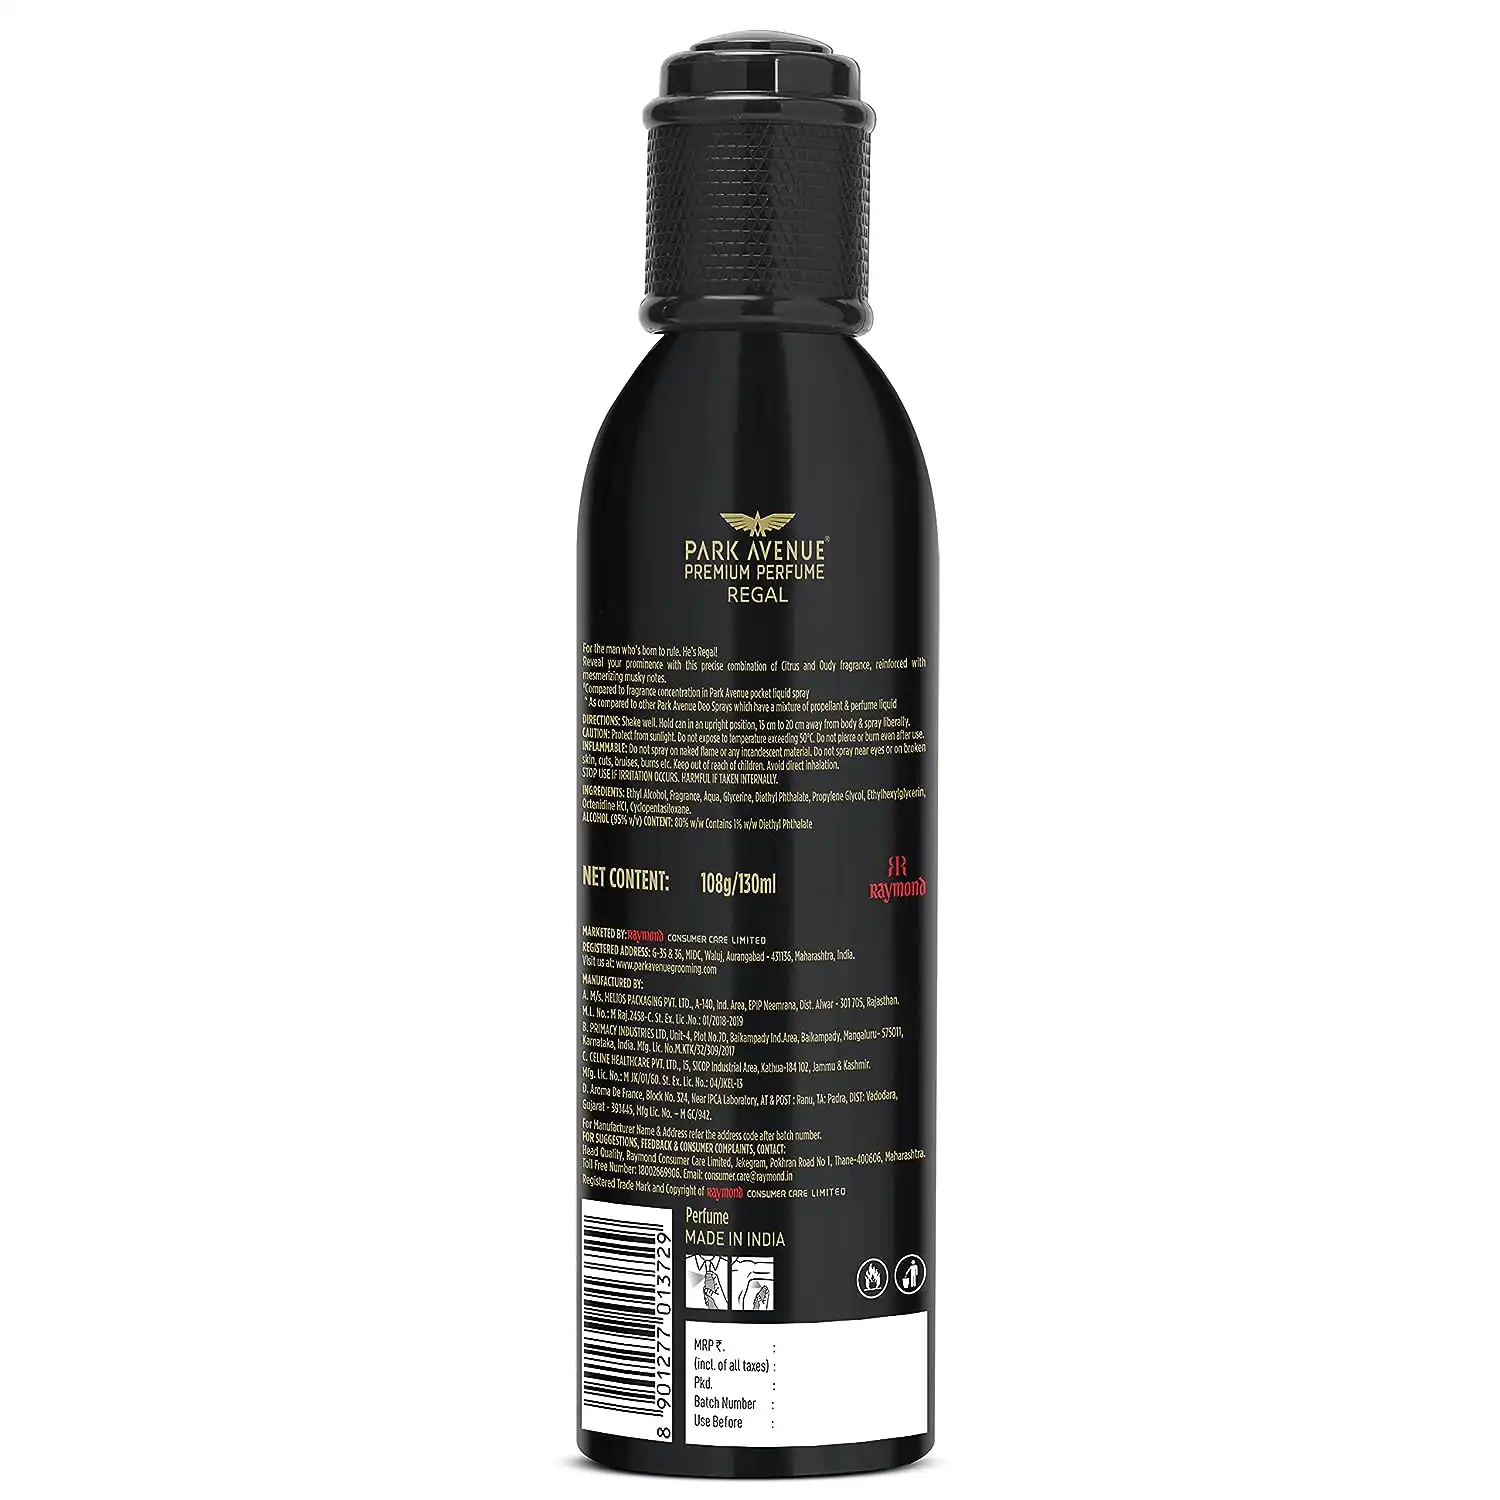 PARK AVENUE®
PREMIUM PERFUME
REGAL
For the man who's born to rule. He's Regal!
Reveal your prominence with this precise combination of Citrus and Oudy fragrance, reinforced with
mesmerizing musky notes.
*Compared to fragrance concentration in Park Avenue pocket liquid spray
^ As compared to other Park Avenue Deo Sprays which have a mixture of propellant & perfume liquid
DIRECTIONS: Shake well. Hold can in an upright position, 15 cm to 20 cm away from body & spray liberally.
CAUTION: Protect from sunlight. Do not expose to temperature exceeding 50°C. Do not pierce or burn even after use.
INFLAMMABLE: Do not spray on naked flame or any incandescent material. Do not spray near eyes or on broken
skin, cuts, bruises, burns etc. Keep out of reach of children. Avoid direct inhalation.
STOP USE IF IRRITATION OCCURS. HARMFUL IF TAKEN INTERNALLY.
INGREDIENTS: Ethyl Alcohol, Fragrance, Aqua, Glycerine, Diethyl Phthalate, Propylene Glycol, Ethylhexylglycerin,
Octenidine HCl, Cyclopentasiloxane.
ALCOHOL (95% v/v) CONTENT: 80% w/w Contains 1% w/w Diethyl Phthalate
NET CONTENT: 108g/130ml
Raymond
MARKETED BY: Raymond CONSUMER CARE LIMITED
REGISTERED ADDRESS: G-35 & 36, MIDC, Waluj, Aurangabad - 431136, Maharashtra, India.
Visit us at: www.parkavenuegrooming.com
MANUFACTURED BY:
A. M/s. HELIOS PACKAGING PVT. LTD., A-140, Ind. Area, EPIP Neemrana, Dist. Alwar - 301 705, Rajasthan.
M.L. No.: M Raj.2458-C. St. Ex. Lic .No.: 01/2018-2019
B. PRIMACY INDUSTRIES LTD, Unit-4, Plot No.7D, Baikampady Ind.Area, Baikampady, Mangaluru- 575011,
Karnataka, India. Mfg. Lic. No.M.KTK/32/309/2017
C. CELINE HEALTHCARE PVT. LTD., 15, SICOP Industrial Area, Kathua-184 102, Jammu & Kashmir.
Mfg. Lic. No.: M JK/01/60. St. Ex. Lic. No.: 04/JKEL-13
D. Aroma De France, Block No. 324, Near IPCA Laboratory, AT & POST : Ranu, TA: Padra, DIST: Vadodara,
Gujarat - 391445, Mfg Lic. No. – M GC/942.
For Manufacturer Name & Address refer the address code after batch number.
FOR SUGGESTIONS, FEEDBACK & CONSUMER COMPLAINTS, CONTACT:
Head Quality, Raymond Consumer Care Limited, Jekegram, Pokhran Road No 1, Thane-400606, Maharashtra.
Toll Free Number: 18002669906. Email: consumer.care@raymond.in
Registered Trade Mark and Copyright of Raymond CONSUMER CARE LIMITED
Perfume
MADE IN INDIA
8 901277 013729
MRP ₹. :
(incl. of all taxes) :
Pkd. :
Batch Number :
Use Before :